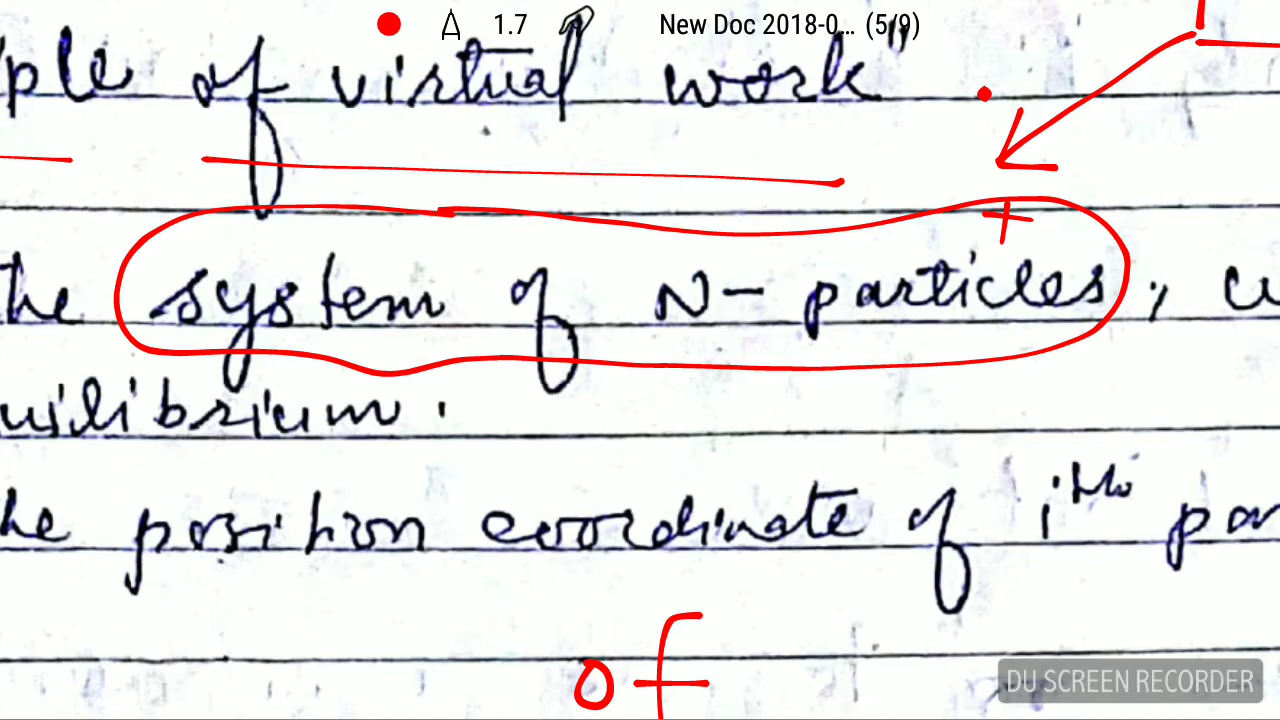 1.7 New Doc 2018-0... (5/9)
ple of virtual work".
he system of N-particles,
uilibrium.
he position coordinate of ith par
of
DU SCREEN RECORDER